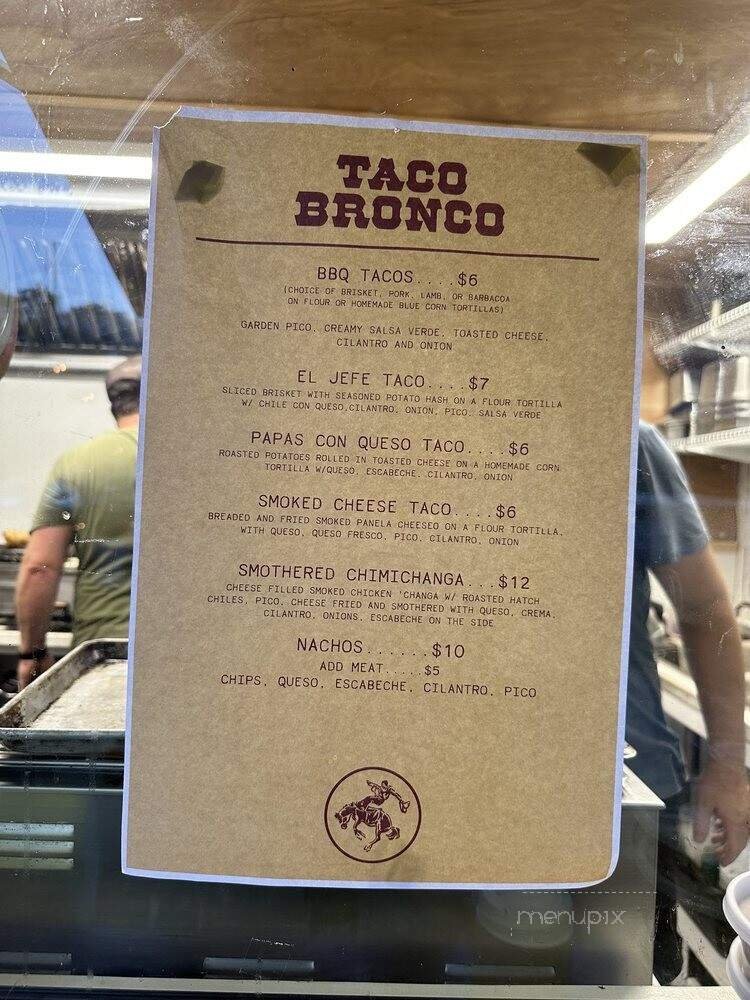 TACO
BRONCO
BBQ TACOS....$6
(CHOICE OF BRISKET, PORK, LAMB, OR BARBACOA
ON FLOUR OR HOMEMADE BLUE CORN TORTILLAS)
GARDEN PICO, CREAMY SALSA VERDE, TOASTED CHEESE,
CILANTRO AND ONION
EL JEFE TACO....$7
SLICED BRISKET WITH SEASONED POTATO HASH ON A FLOUR TORTILLA
W/ CHILE CON QUESO,CILANTRO, ONION, PICO, SALSA VERDE
PAPAS CON QUESO TACO....$6
ROASTED POTATOES ROLLED IN TOASTED CHEESE ON A HOMEMADE CORN
TORTILLA W/QUESO, ESCABECHE, CILANTRO, ONION
SMOKED CHEESE TACO....$6
BREADED AND FRIED SMOKED PANELA CHEESEO ON A FLOUR TORTILLA,
WITH QUESO, QUESO FRESCO, PICO, CILANTRO, ONION
SMOTHERED CHIMICHANGA...$12
CHEESE FILLED SMOKED CHICKEN 'CHANGA W/ ROASTED HATCH
CHILES, PICO, CHEESE FRIED AND SMOTHERED WITH QUESO, CREMA,
CILANTRO, ONIONS, ESCABECHE ON THE SIDE
NACHOS......$10
ADD MEAT.....$5
CHIPS, QUESO, ESCABECHE, CILANTRO, PICO
menupix